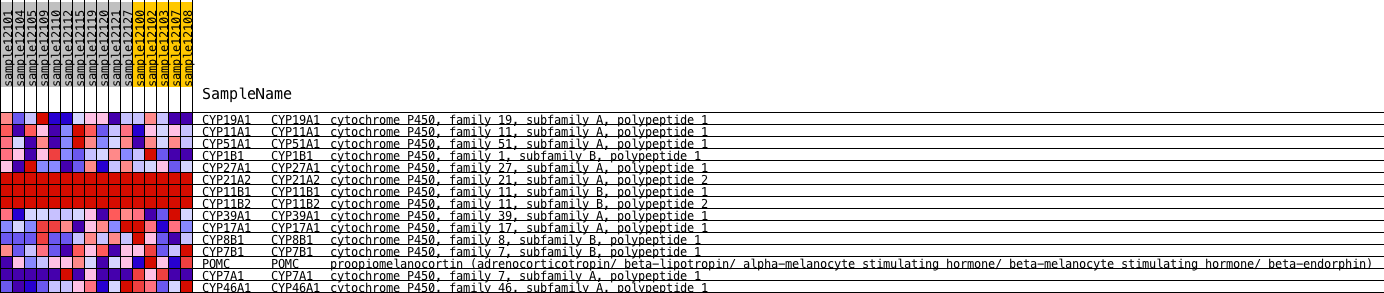 sample12101
sample12104
sample12105
sample12109
sample12110
sample12112
sample12115
sample12119
sample12120
sample12121
sample12127
sample12100
sample12102
sample12103
sample12107
sample12108
SampleName
CYP19A1 CYP19A1 cytochrome P450, family 19, subfamily A, polypeptide 1
CYP11A1 CYP11A1 cytochrome P450, family 11, subfamily A, polypeptide 1
CYP51A1 CYP51A1 cytochrome P450, family 51, subfamily A, polypeptide 1
CYP1B1 CYP1B1 cytochrome P450, family 1, subfamily B, polypeptide 1
CYP27A1 CYP27A1 cytochrome P450, family 27, subfamily A, polypeptide 1
CYP21A2 CYP21A2 cytochrome P450, family 21, subfamily A, polypeptide 2
CYP11B1 CYP11B1 cytochrome P450, family 11, subfamily B, polypeptide 1
CYP11B2 CYP11B2 cytochrome P450, family 11, subfamily B, polypeptide 2
CYP39A1 CYP39A1 cytochrome P450, family 39, subfamily A, polypeptide 1
CYP17A1 CYP17A1 cytochrome P450, family 17, subfamily A, polypeptide 1
CYP8B1 CYP8B1 cytochrome P450, family 8, subfamily B, polypeptide 1
CYP7B1 CYP7B1 cytochrome P450, family 7, subfamily B, polypeptide 1
POMC POMC proopiomelanocortin (adrenocorticotropin/ beta-lipotropin/ alpha-melanocyte stimulating hormone/ beta-melanocyte stimulating hormone/ beta-endorphin)
CYP7A1 CYP7A1 cytochrome P450, family 7, subfamily A, polypeptide 1
CYP46A1 CYP46A1 cytochrome P450, family 46, subfamily A, polypeptide 1